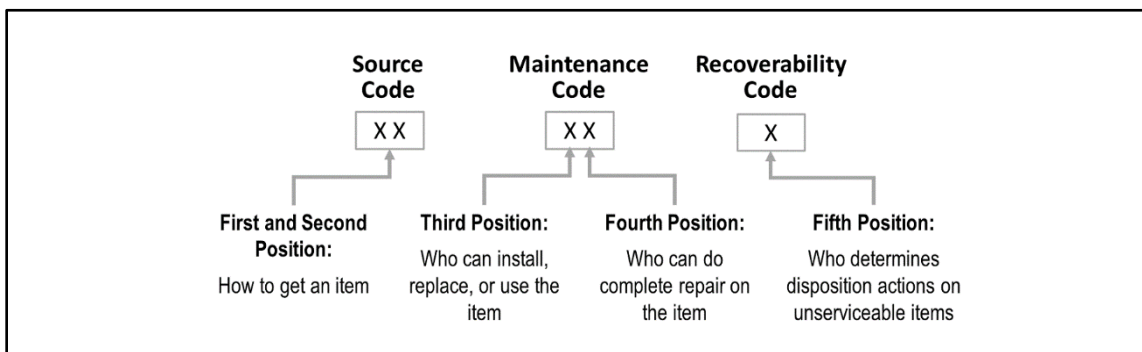 Source
Code
Maintenance
Code
Recoverability
Code
X X
X X
X
First and Second
Position:
How to get an item
Third Position:
Who can install,
replace, or use the
item
Fourth Position:
Who can do
complete repair on
the item
Fifth Position:
Who determines
disposition actions on
unserviceable items